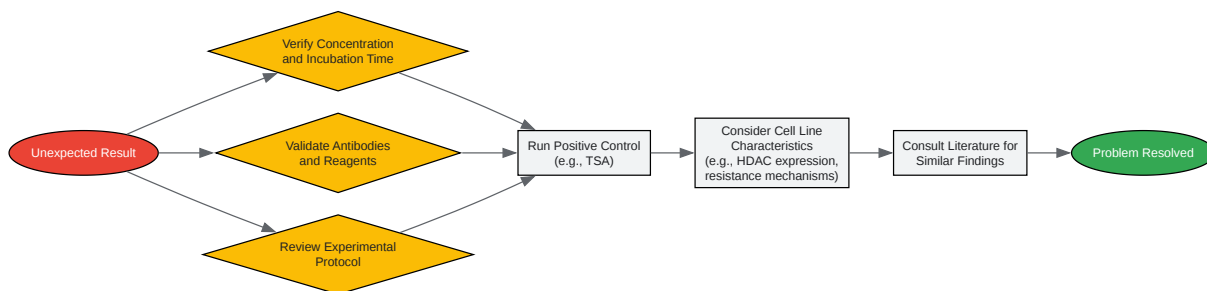 Verify Concentration
and Incubation Time
Unexpected Result
Validate Antibodies
and Reagents
Review Experimental
Protocol
Run Positive Control
(e.g., TSA)
Consider Cell Line
Characteristics
(e.g., HDAC expression,
resistance mechanisms)
Consult Literature for
Similar Findings
Problem Resolved